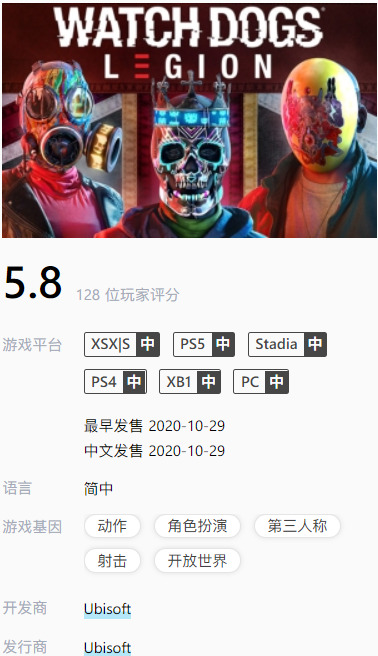 WATCH DOGS
LEGION
5.8 128 位玩家评分
游戏平台 XSX|S 中 PS5 中 Stadia 中
PS4 中 XB1 中 PC 中
最早发售 2020-10-29
中文发售 2020-10-29
语言 简中
游戏基因 动作 角色扮演 第三人称
射击 开放世界
开发商 Ubisoft
发行商 Ubisoft